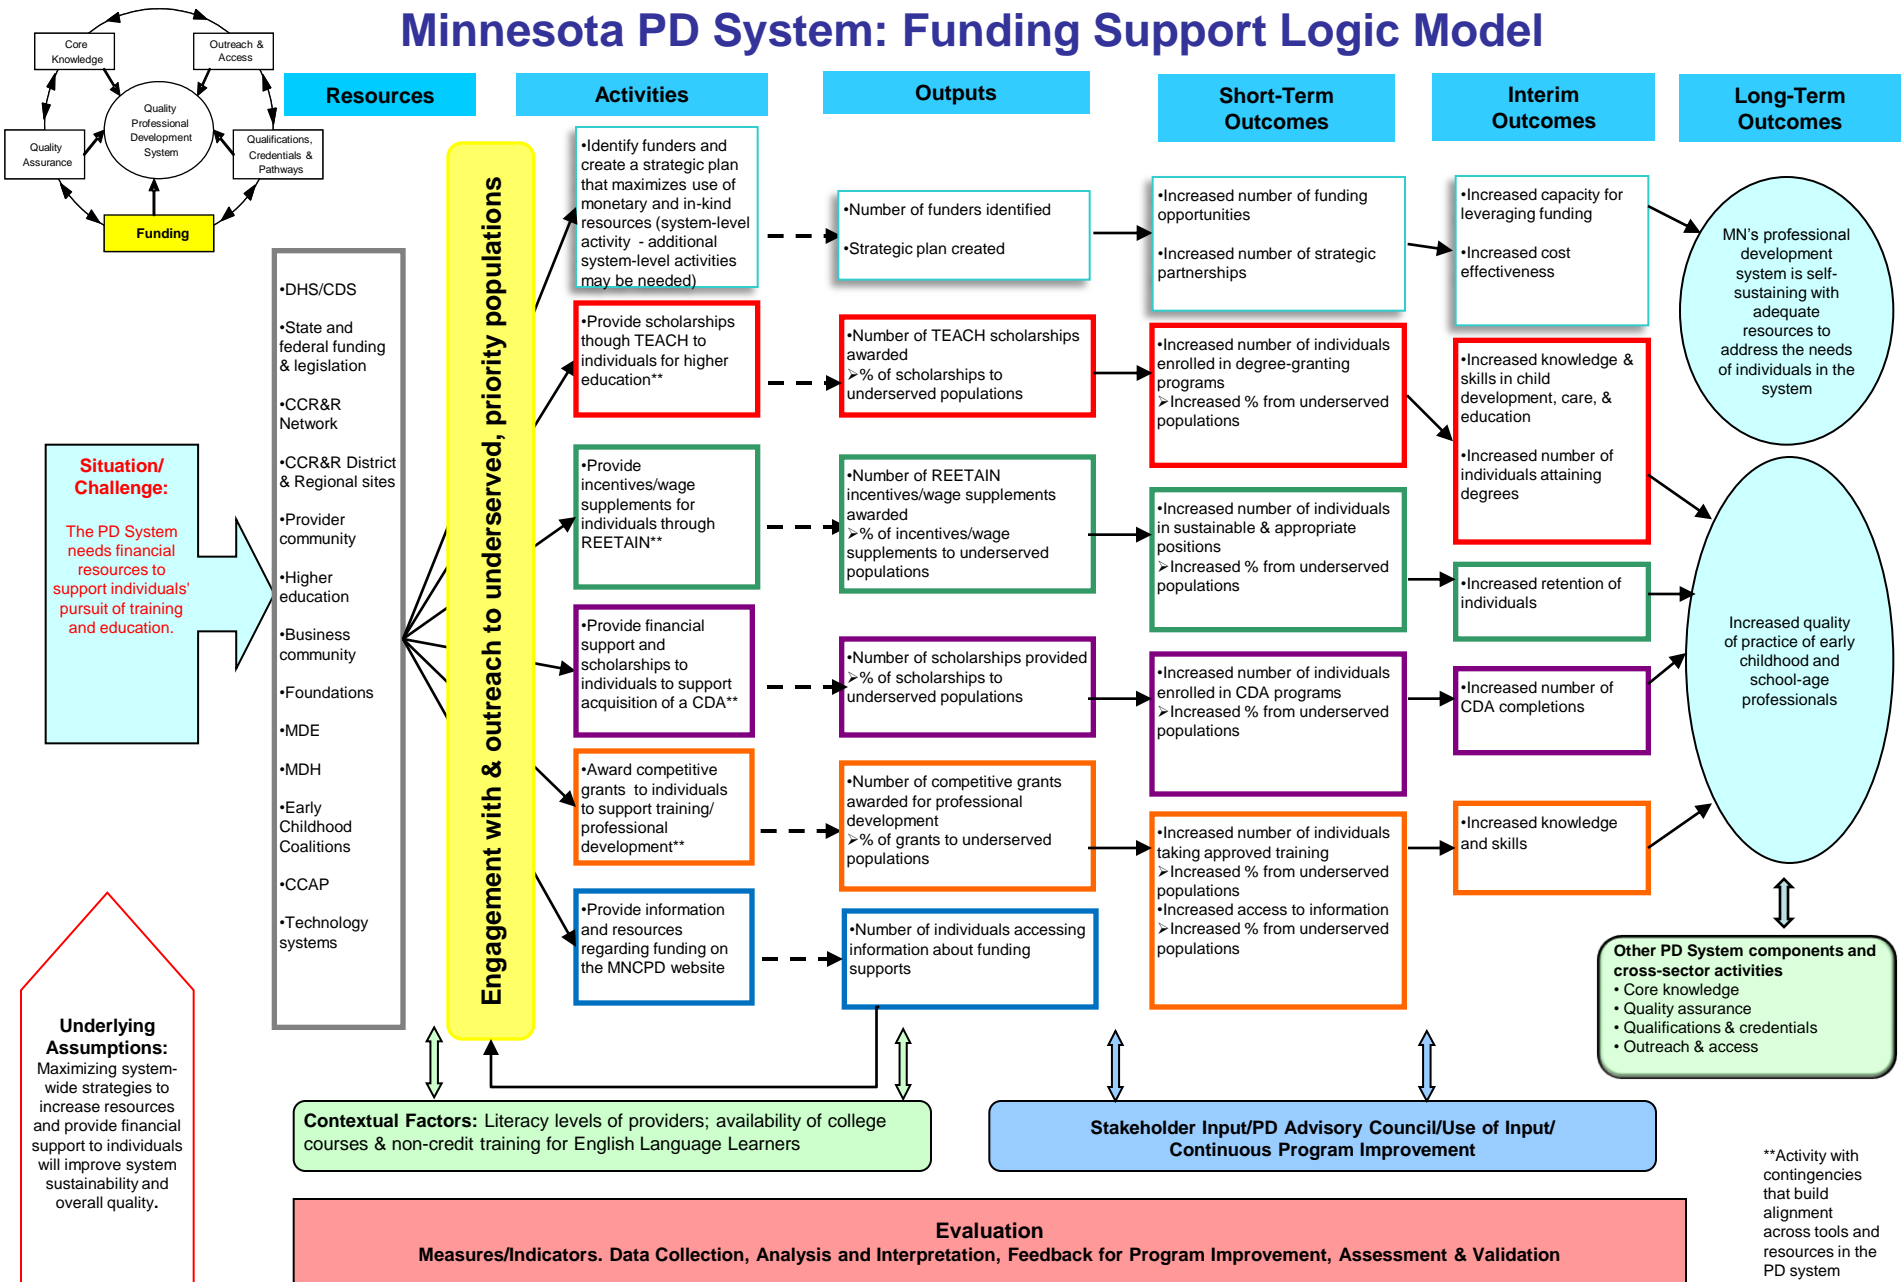 Minnesota PD System: Funding Support Logic Model
Core
Knowledge
Outreach &
Access
Quality
Professional
Development
System
Quality
Assurance
Qualifications,
Credentials &
Pathways
Funding
Resources
Activities
Outputs
Short-Term
Outcomes
Interim
Outcomes
Long-Term
Outcomes
Situation/
Challenge:
The PD System
needs financial
resources to
support individuals'
pursuit of training
and education.
Underlying
Assumptions:
Maximizing system-
wide strategies to
increase resources
and provide financial
support to individuals
will improve system
sustainability and
overall quality.
•DHS/CDS
•State and
federal funding
& legislation
•CCR&R
Network
•CCR&R District
& Regional sites
•Provider
community
•Higher
education
•Business
community
•Foundations
•MDE
•MDH
•Early
Childhood
Coalitions
•CCAP
•Technology
systems
Engagement with & outreach to underserved, priority populations
•Identify funders and
create a strategic plan
that maximizes use of
monetary and in-kind
resources (system-level
activity - additional
system-level activities
may be needed)
•Provide scholarships
though TEACH to
individuals for higher
education**
•Provide
incentives/wage
supplements for
individuals through
REETAIN**
•Provide financial
support and
scholarships to
individuals to support
acquisition of a CDA**
•Award competitive
grants to individuals
to support training/
professional
development**
•Provide information
and resources
regarding funding on
the MNCPD website
•Number of funders identified
•Strategic plan created
•Number of TEACH scholarships
awarded
➢% of scholarships to
underserved populations
•Number of REETAIN
incentives/wage supplements
awarded
➢% of incentives/wage
supplements to underserved
populations
•Number of scholarships provided
➢% of scholarships to
underserved populations
•Number of competitive grants
awarded for professional
development
➢% of grants to underserved
populations
•Number of individuals accessing
information about funding
supports
•Increased number of funding
opportunities
•Increased number of strategic
partnerships
•Increased number of individuals
enrolled in degree-granting
programs
➢Increased % from underserved
populations
•Increased number of individuals
in sustainable & appropriate
positions
➢Increased % from underserved
populations
•Increased number of individuals
enrolled in CDA programs
➢Increased % from underserved
populations
•Increased number of individuals
taking approved training
➢Increased % from underserved
populations
•Increased access to information
➢Increased % from underserved
populations
•Increased capacity for
leveraging funding
•Increased cost
effectiveness
•Increased knowledge &
skills in child
development, care, &
education
•Increased number of
individuals attaining
degrees
•Increased retention of
individuals
•Increased number of
CDA completions
•Increased knowledge
and skills
MN's professional
development
system is self-
sustaining with
adequate
resources to
address the needs
of individuals in the
system
Increased quality
of practice of early
childhood and
school-age
professionals
Other PD System components and
cross-sector activities
• Core knowledge
• Quality assurance
• Qualifications & credentials
• Outreach & access
Contextual Factors: Literacy levels of providers; availability of college
courses & non-credit training for English Language Learners
Stakeholder Input/PD Advisory Council/Use of Input/
Continuous Program Improvement
Evaluation
Measures/Indicators. Data Collection, Analysis and Interpretation, Feedback for Program Improvement, Assessment & Validation
**Activity with
contingencies
that build
alignment
across tools and
resources in the
PD system